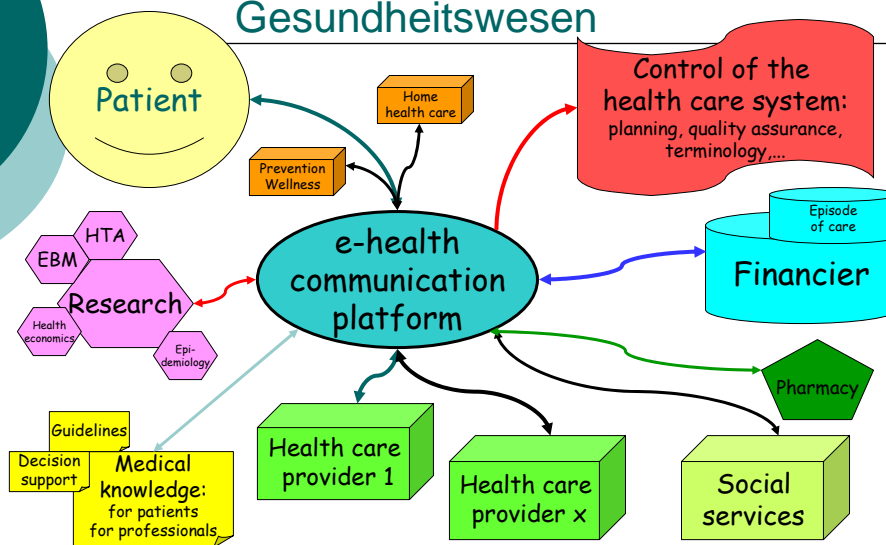 Gesundheitswesen
Patient
Home
health care
Prevention
Wellness
Control of the
health care system:
planning, quality assurance,
terminology,...
HTA
EBM
Research
Health
economics
Epi-
demiology
e-health
communication
platform
Episode
of care
Financier
Pharmacy
Guidelines
Decision
support
Medical
knowledge:
for patients
for professionals
Health care
provider 1
Health care
provider x
Social
services